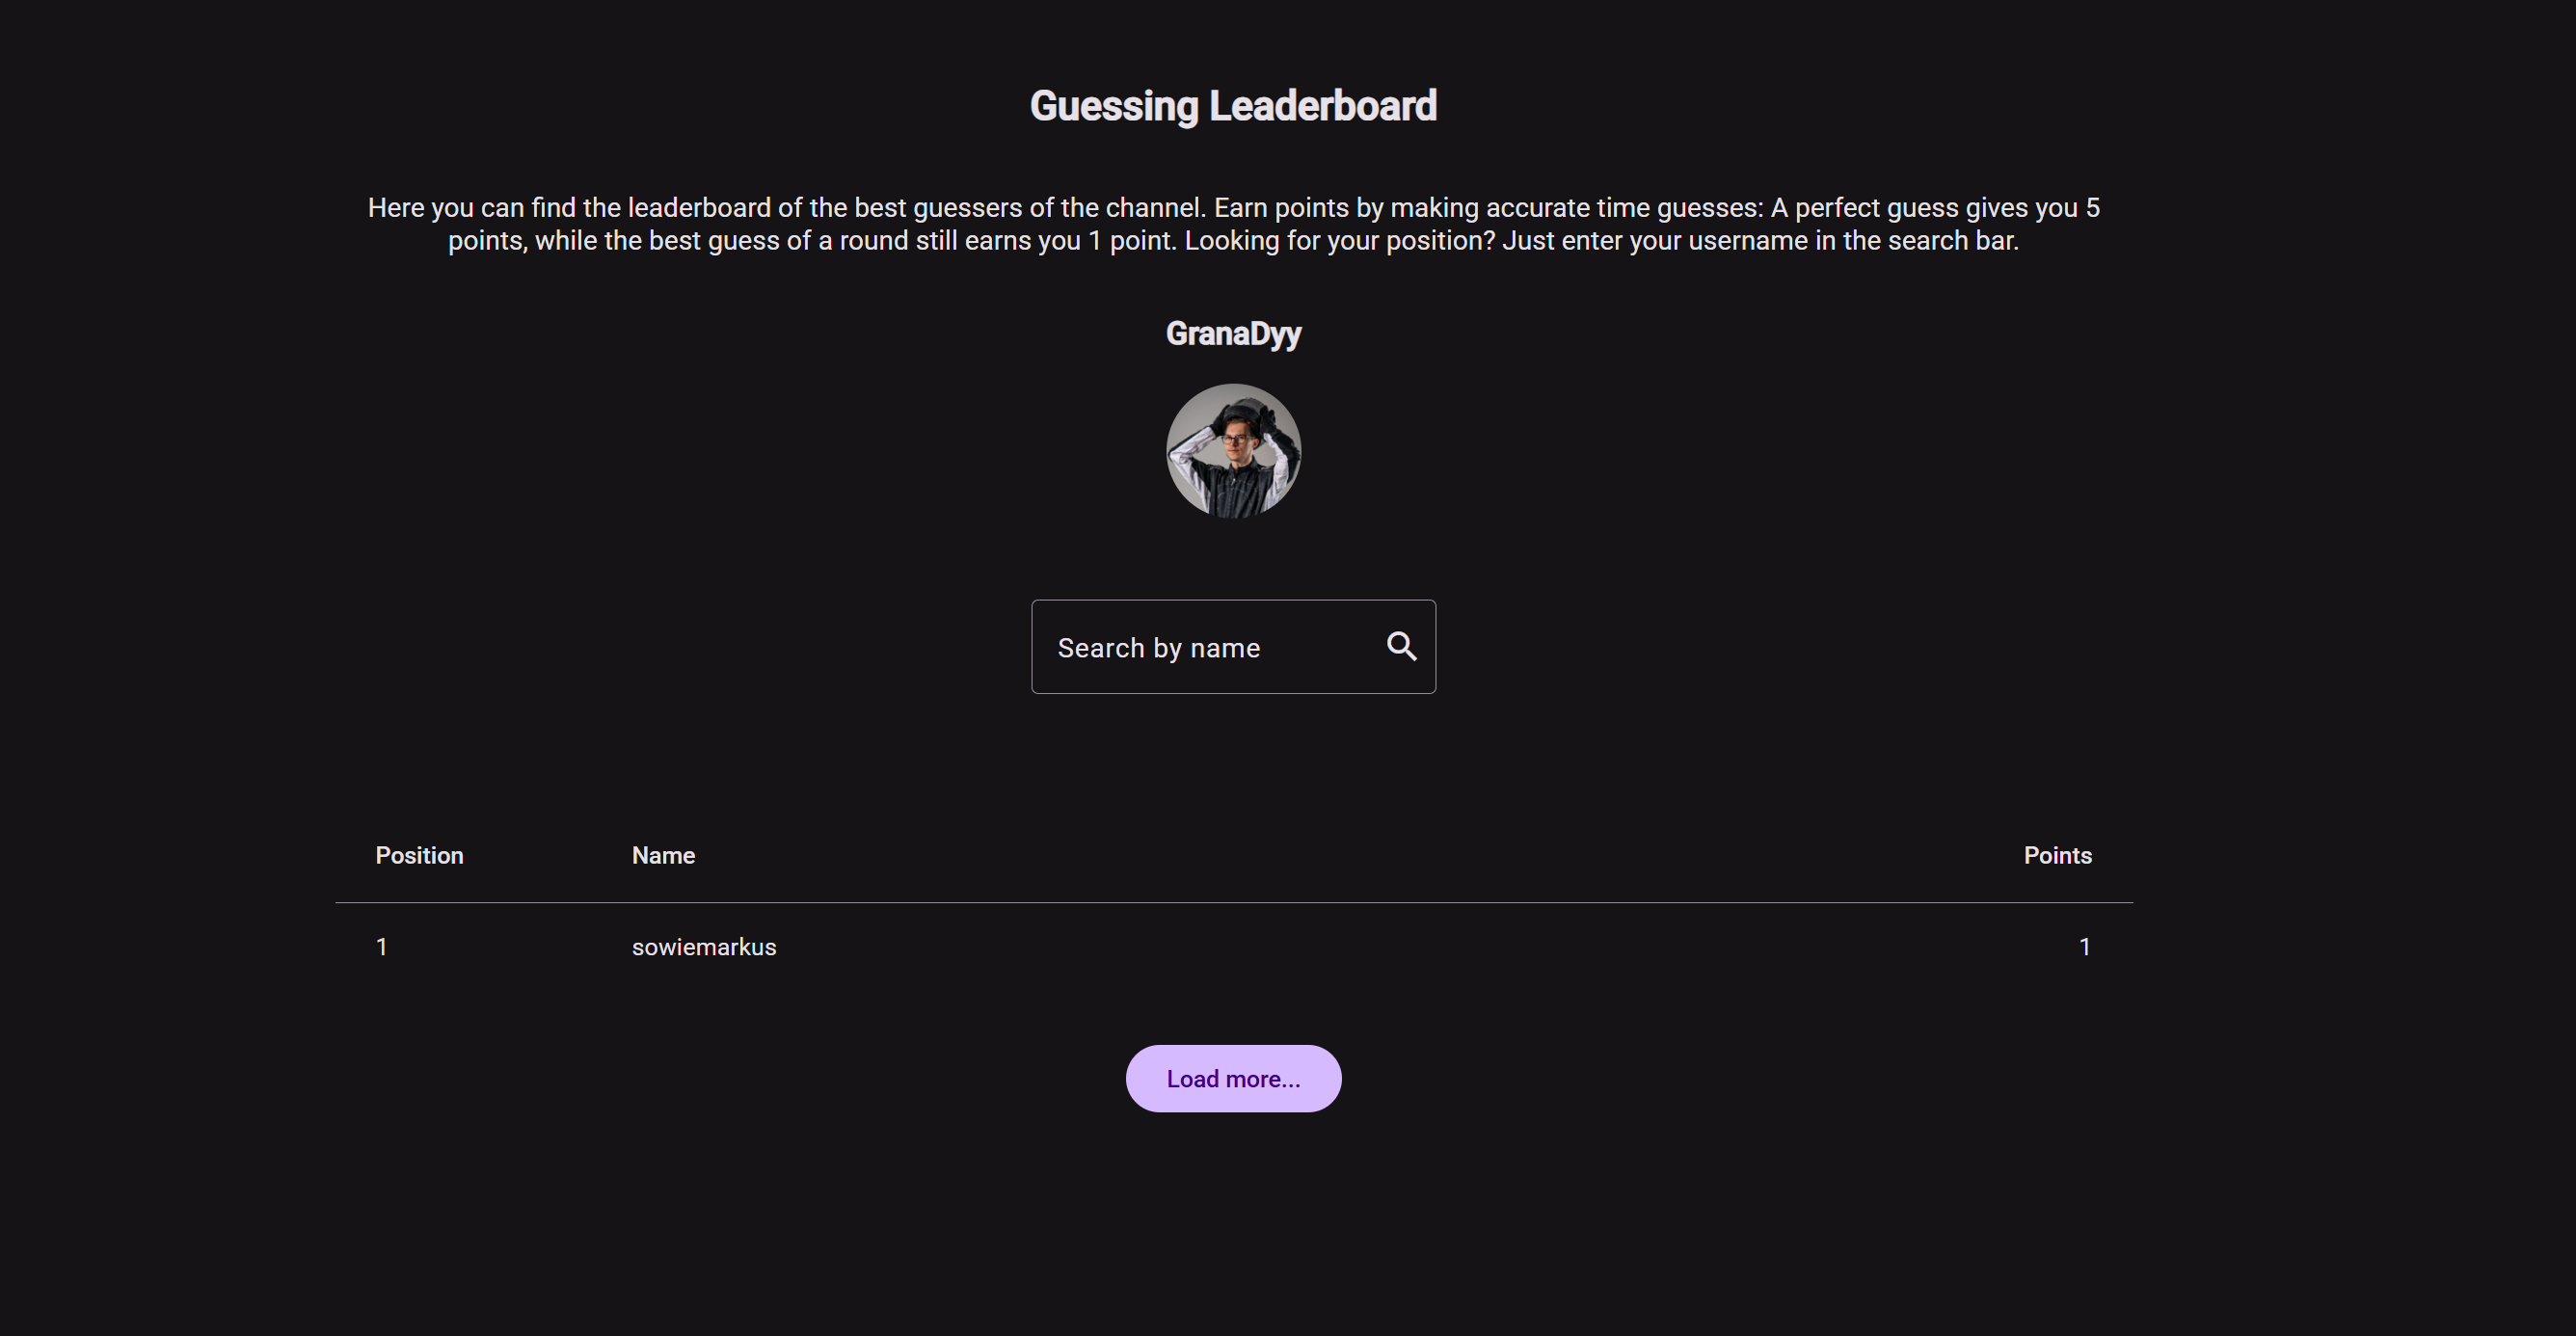 Guessing Leaderboard
Here you can find the leaderboard of the best guessers of the channel. Earn points by making accurate time guesses: A perfect guess gives you 5
points, while the best guess of a round still earns you 1 point. Looking for your position? Just enter your username in the search bar.
GranaDyy
Search by name
Position Name Points
1 sowiemarkus 1
Load more...